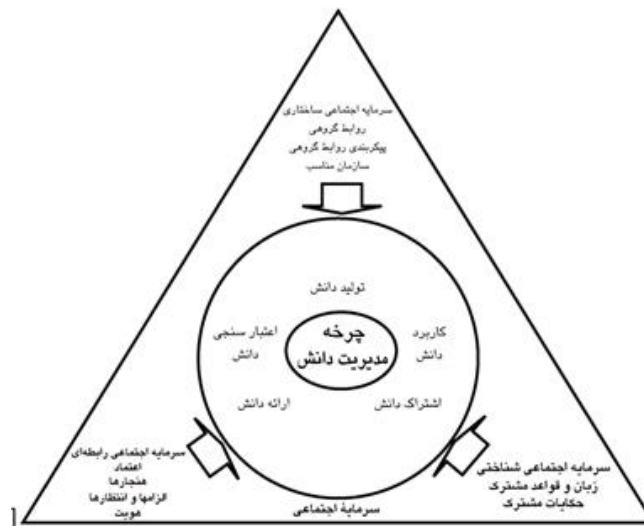 سرمایه اجتماعی ساختاری
روابط گروهی
پیکربندی روابط گروهی
سازمان مناسب
تولید دانش
اعتبار سنجی
دانش
چرخه
مدیریت دانش
کاربرد
دانش
ارائه دانش
اشتراک دانش
سرمایه اجتماعی رابطه‌ای
اعتماد
هنجارها
الزامها و انتظارها
هویت
سرمایه اجتماعی شناختی
زبان و قواعد مشترک
حکایات مشترک
سرمایهٔ اجتماعی